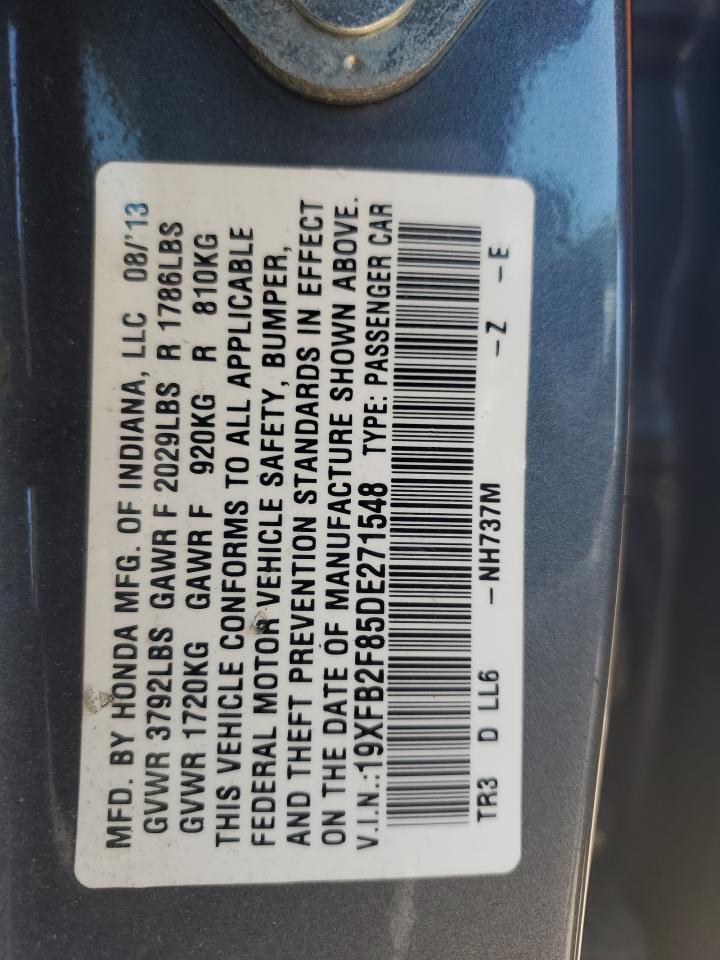 MFD. BY HONDA MFG. OF INDIANA, LLC 08/'13
GVWR 3792LBS GAWR F 2029LBS R 1786LBS
GVWR 1720KG GAWR F 920KG R 810KG
THIS VEHICLE CONFORMS TO ALL APPLICABLE
FEDERAL MOTOR VEHICLE SAFETY, BUMPER,
AND THEFT PREVENTION STANDARDS IN EFFECT
ON THE DATE OF MANUFACTURE SHOWN ABOVE.
V.I.N.:19XFB2F85DE271548 TYPE: PASSENGER CAR
TR3 D LL6 -NH737M -Z -E